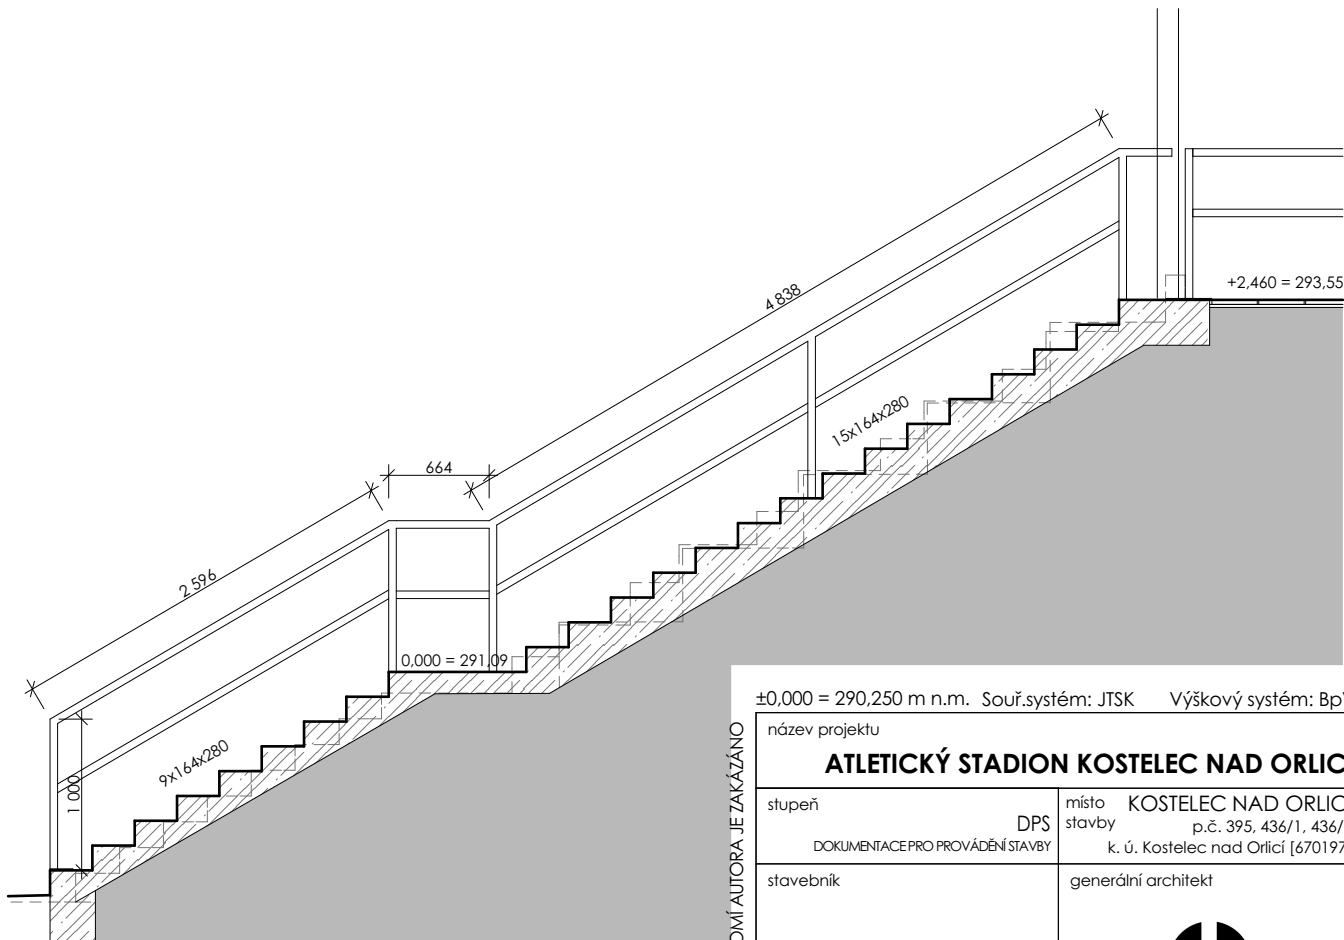 4 838
+2,460 = 293,55
15x164x280
664
2 596
0,000 = 291,09
9x164x280
1 000
±0,000 = 290,250 m n.m. Souř.systém: JTSK Výškový systém: Bp
název projektu
ATLETICKÝ STADION KOSTELEC NAD ORLIC
stupeň
DPS
DOKUMENTACE PRO PROVÁDĚNÍ STAVBY
místo stavby
KOSTELEC NAD ORLIC
p.č. 395, 436/1, 436/
k. ú. Kostelec nad Orlicí [670197
stavebník
generální architekt
OMÍ AUTORA JE ZAKÁZÁNO